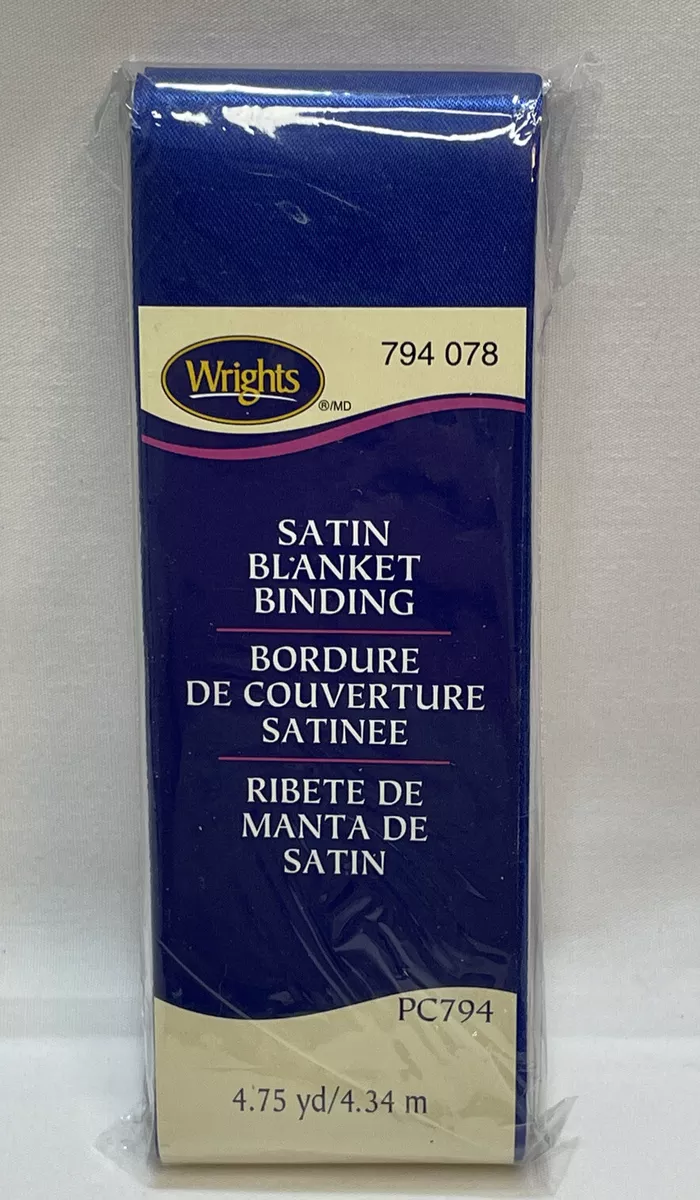 Wrights
®/MD
794 078
SATIN
BLANKET
BINDING
BORDURE
DE COUVERTURE
SATINEE
RIBETE DE
MANTA DE
SATIN
PC794
4.75 yd/4.34 m